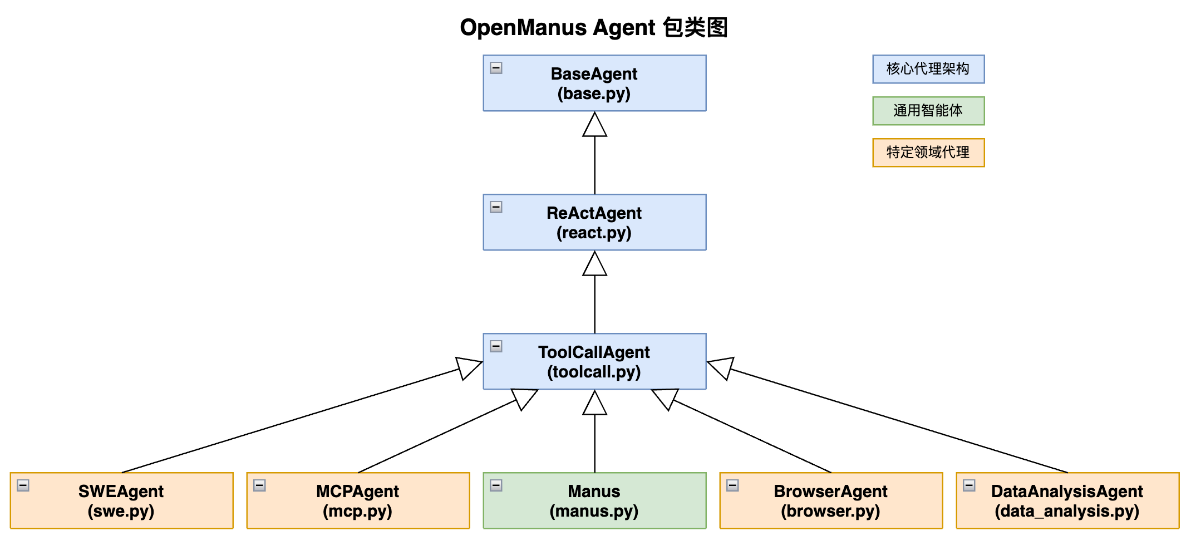 OpenManus Agent 包类图
BaseAgent
(base.py)
核心代理架构
通用智能体
特定领域代理
ReActAgent
(react.py)
ToolCallAgent
(toolcall.py)
SWEAgent
(swe.py)
MCPAgent
(mcp.py)
Manus
(manus.py)
BrowserAgent
(browser.py)
DataAnalysisAgent
(data_analysis.py)